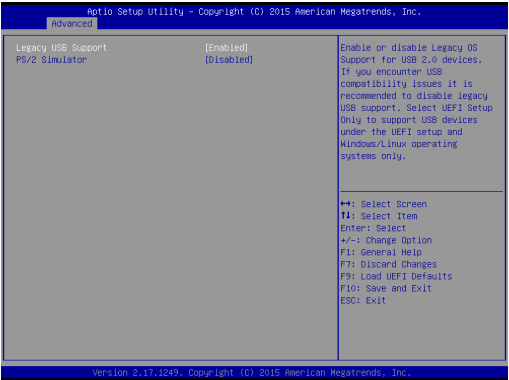 Aptio Setup Utility – Copyright (C) 2015 American Megatrends, Inc.
Advanced
Legacy USB Support [Enabled]
PS/2 Simulator [Disabled]
Enable or disable Legacy OS
Support for USB 2.0 devices.
If you encounter USB
compatibility issues it is
recommended to disable legacy
USB support. Select UEFI Setup
Only to support USB devices
under the UEFI setup and
Windows/Linux operating
systems only.
↔: Select Screen
↑↓: Select Item
Enter: Select
+/-: Change Option
F1: General Help
F7: Discard Changes
F9: Load UEFI Defaults
F10: Save and Exit
ESC: Exit
Version 2.17.1249. Copyright (C) 2015 American Megatrends, Inc.